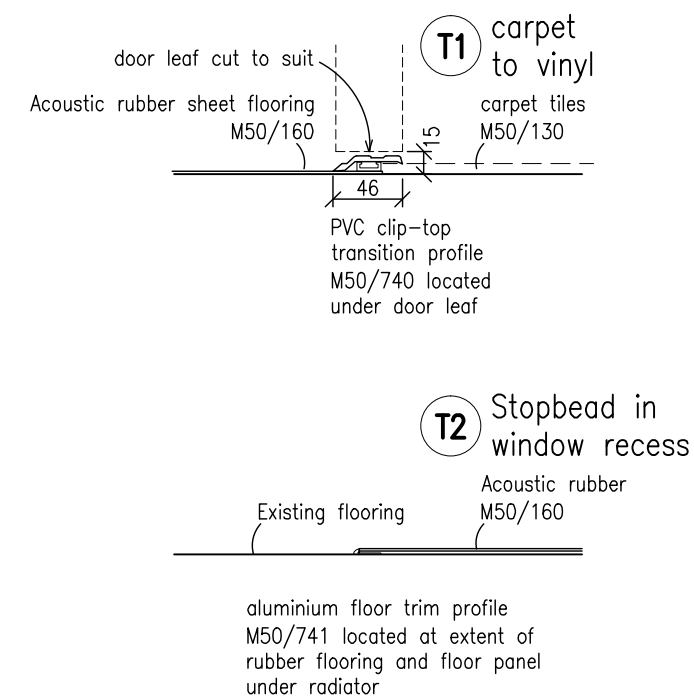 T1
carpet
to vinyl
door leaf cut to suit
Acoustic rubber sheet flooring
M50/160
carpet tiles
M50/130
15
46
PVC clip-top
transition profile
M50/740 located
under door leaf
T2
Stopbead in
window recess
Acoustic rubber
M50/160
Existing flooring
aluminium floor trim profile
M50/741 located at extent of
rubber flooring and floor panel
under radiator